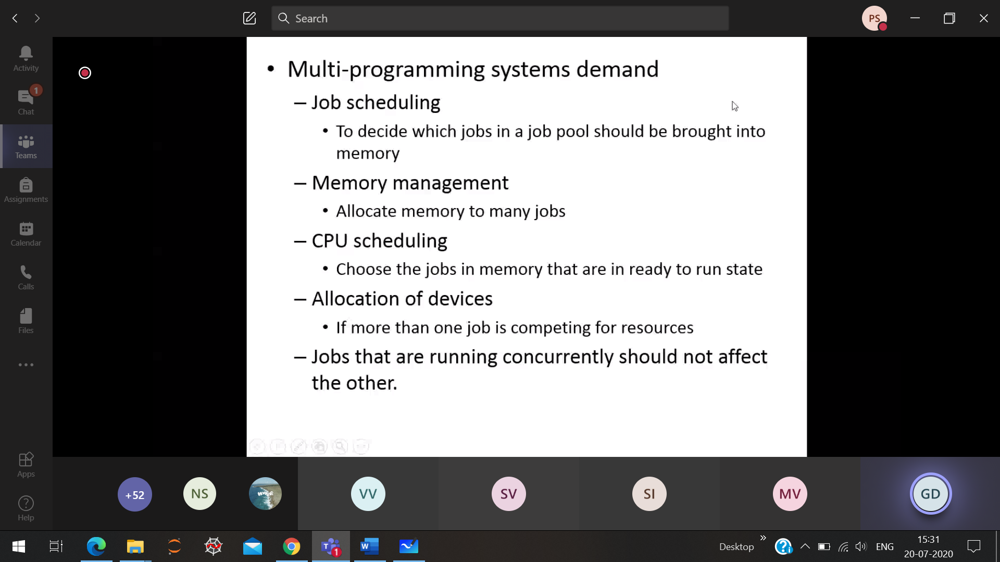 Search
PS
Activity
1
Chat
Teams
Assignments
Calendar
Calls
Files
Apps
Help
• Multi-programming systems demand
– Job scheduling
• To decide which jobs in a job pool should be brought into
memory
– Memory management
• Allocate memory to many jobs
– CPU scheduling
• Choose the jobs in memory that are in ready to run state
– Allocation of devices
• If more than one job is competing for resources
– Jobs that are running concurrently should not affect
the other.
+52
NS
WAVE
VV
SV
SI
MV
GD
T
1
W
Desktop
ENG
15:31
20-07-2020